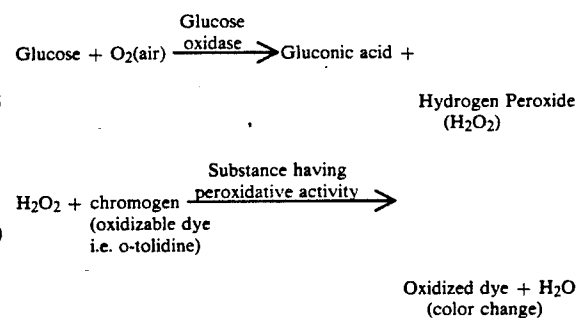 Glucose
oxidase
Glucose + O2(air) Gluconic acid +
Hydrogen Peroxide
(H2O2)
Substance having
peroxidative activity
H2O2 + chromogen
(oxidizable dye
i.e. o-tolidine)
Oxidized dye + H2O
(color change)